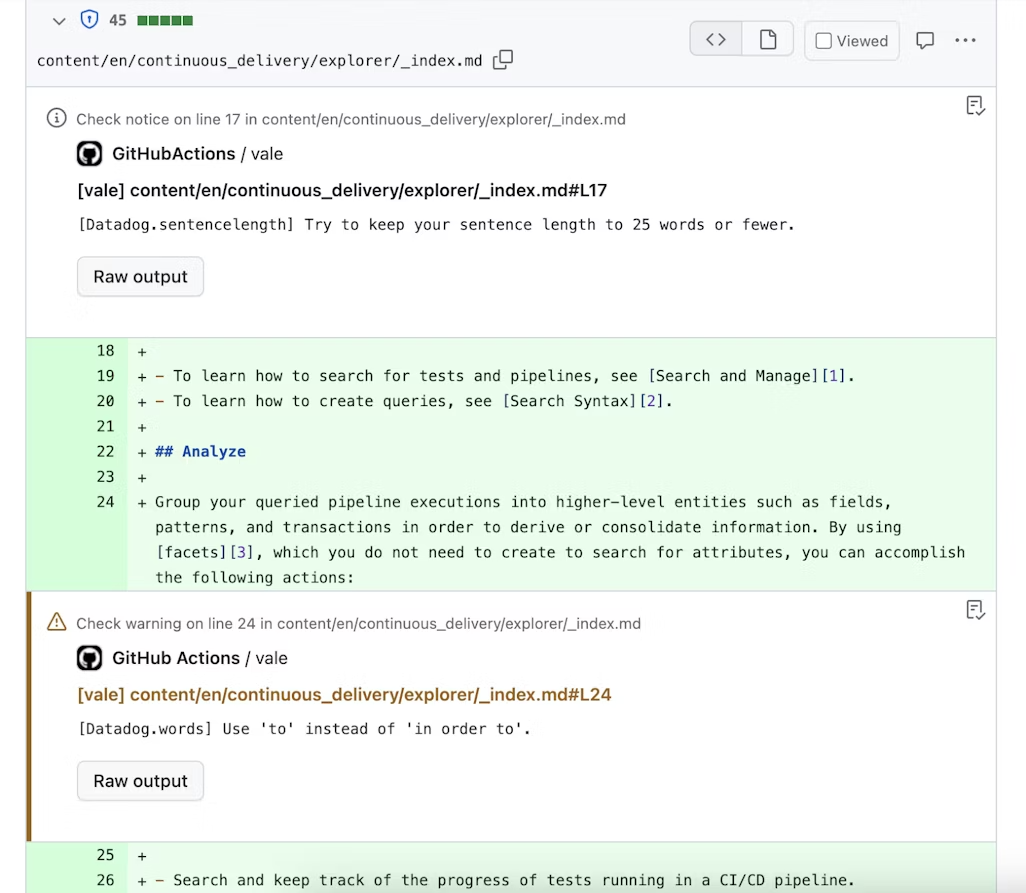 45
content/en/continuous_delivery/explorer/_index.md
Viewed
Check notice on line 17 in content/en/continuous_delivery/explorer/_index.md
GitHubActions / vale
[vale] content/en/continuous_delivery/explorer/_index.md#L17
[Datadog.sentencelength] Try to keep your sentence length to 25 words or fewer.
Raw output
18 +
19 + - To learn how to search for tests and pipelines, see [Search and Manage][1].
20 + - To learn how to create queries, see [Search Syntax][2].
21 +
22 + ## Analyze
23 +
24 + Group your queried pipeline executions into higher-level entities such as fields,
patterns, and transactions in order to derive or consolidate information. By using
[facets][3], which you do not need to create to search for attributes, you can accomplish
the following actions:
Check warning on line 24 in content/en/continuous_delivery/explorer/_index.md
GitHub Actions / vale
[vale] content/en/continuous_delivery/explorer/_index.md#L24
[Datadog.words] Use 'to' instead of 'in order to'.
Raw output
25 +
26 + - Search and keep track of the progress of tests running in a CI/CD pipeline.